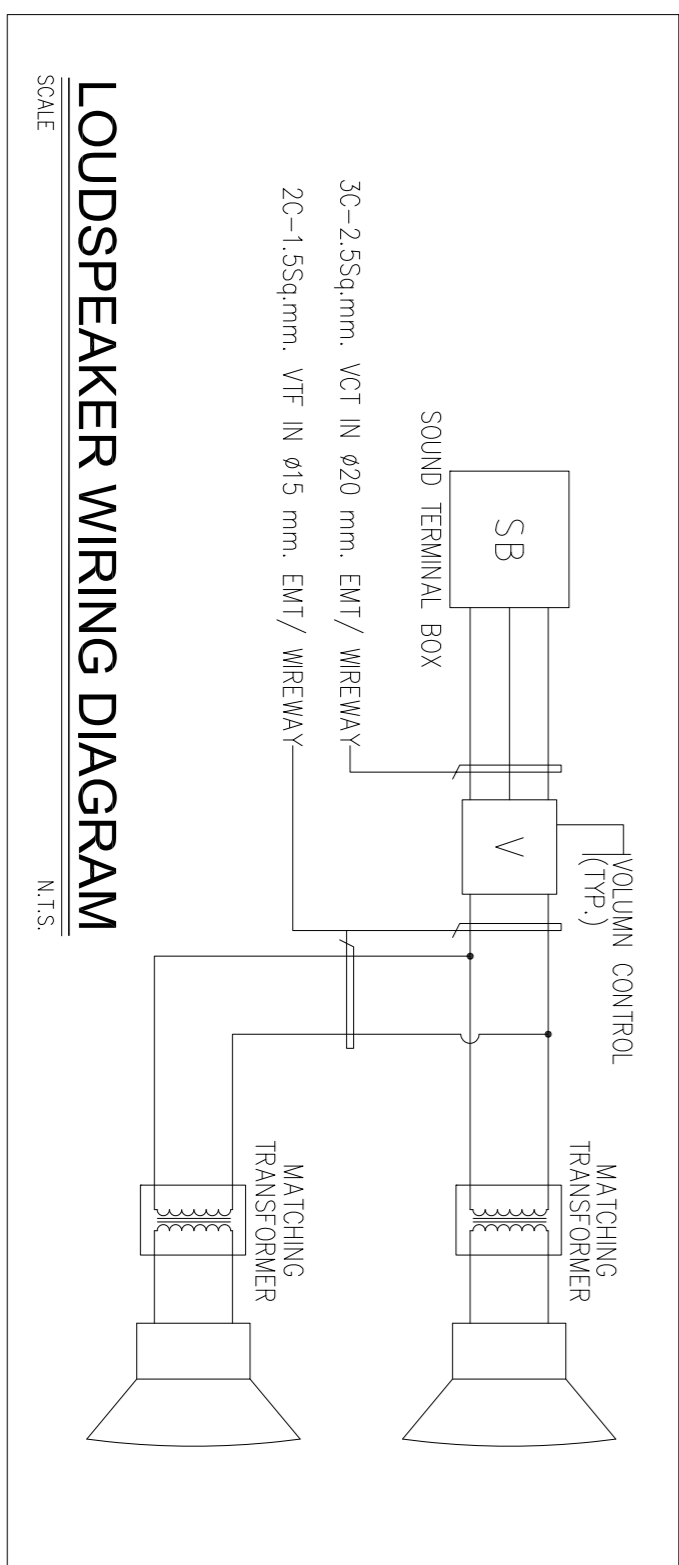 VOLUMN CONTROL
(TYP.)
MATCHING
TRANSFORMER
SB
V
SOUND TERMINAL BOX
3C-2.5Sq.mm. VCT IN Ø20 mm. EMT/ WIREWAY
MATCHING
TRANSFORMER
2C-1.5Sq.mm. VTF IN Ø15 mm. EMT/ WIREWAY
LOUDSPEAKER WIRING DIAGRAM
SCALE N.T.S.